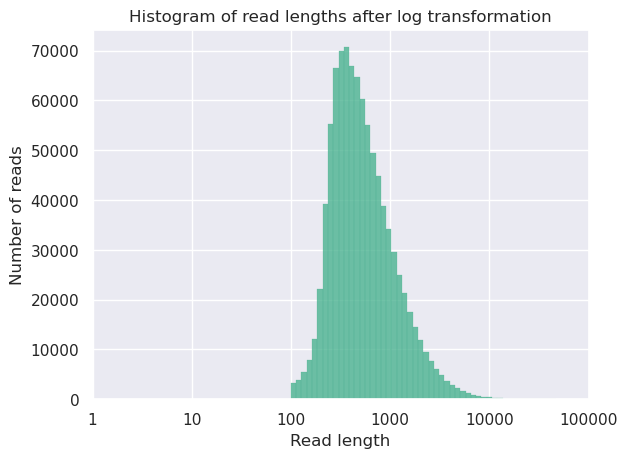 Histogram of read lengths after log transformation
Number of reads
70000
60000
50000
40000
30000
20000
10000
0
1 10 100 1000 10000 100000
Read length